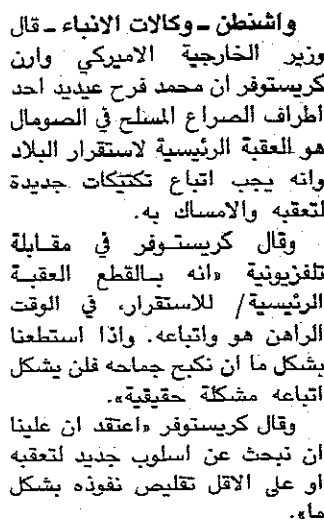 واشنطن ـ وكالات الانباء ـ قال
وزير الخارجية الاميركي وارن
كريستوفر ان محمد فرح عيديد احد
اطراف الصراع المسلح في الصومال
هو العقبة الرئيسية لاستقرار البلاد
وانه يجب اتباع تكتيكات جديدة
لتعقبه والامساك به.
وقال كريستوفر في مقابلة
تلفزيونية «انه بالقطع العقبة
الرئيسية/ للاستقرار، في الوقت
الراهن هو واتباعه. واذا استطعنا
بشكل ما ان نكبح جماحه فلن يشكل
اتباعه مشكلة حقيقية».
وقال كريستوفر «اعتقد ان علينا
ان نبحث عن اسلوب جديد لتعقبه
او على الاقل تقليص نفوذه بشكل
ما».